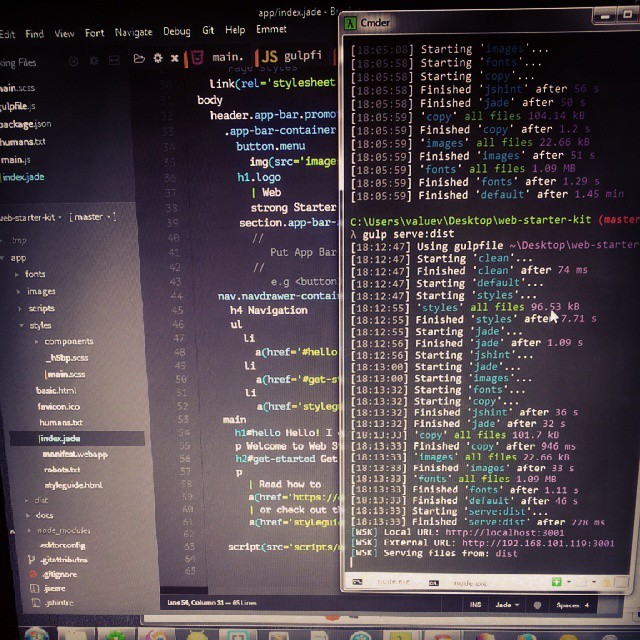 app/index.jade - Br
Edit Find View Navigate Debug Git Help Emmet
main. JS gulpfi
king Files
main.scss
gulpfile.js
package.json
humans.txt
main.js
index.jade
web-starter-kit - [ master ]
.tmp
app
fonts
images
scripts
styles
components
_h5bp.scss
main.scss
basic.html
favicon.ico
humans.txt
index.jade
manifest.webapp
robots.txt
styleguide.html
dist
docs
node_modules
.editorconfig
.gitattributes
.gitignore
.jscsrc
.jshintrc
Page Styles
link(rel='stylesheet
body
header.app-bar.promo
.app-bar-container
button.menu
img(src='image
h1.logo
| Web
strong Starter
section.app-bar-
//
Put App Bar
//
e.g <button
nav.navdrawer-contai
h4 Navigation
ul
li
a(href='#hello
li
a(href='#get-s
li
a(href='styleg
main
h1#hello Hello! I
p Welcome to Web S
h2#get-started Get
p
| Read how to
a(href='https:/
| or check out t
a(href='stylegui
script(src='scripts/m
Line 54, Column 31 — 65 Lines
INS Jade Spaces: 4
Cmder
[18:05:08] Starting 'images'...
[18:05:58] Starting 'fonts'...
[18:05:58] Starting 'copy'...
[18:05:58] Finished 'jshint' after 56 s
[18:05:58] Finished 'jade' after 50 s
[18:05:59] 'copy' all files 104.14 kB
[18:05:59] Finished 'copy' after 1.2 s
[18:05:59] 'images' all files 22.66 kB
[18:05:59] Finished 'images' after 51 s
[18:05:59] 'fonts' all files 1.09 MB
[18:05:59] Finished 'fonts' after 1.29 s
[18:05:59] Finished 'default' after 1.45 min
C:\Users\valuev\Desktop\web-starter-kit (master
λ gulp serve:dist
[18:12:47] Using gulpfile ~\Desktop\web-starter
[18:12:47] Starting 'clean'...
[18:12:47] Finished 'clean' after 74 ms
[18:12:47] Starting 'default'...
[18:12:47] Starting 'styles'...
[18:12:55] 'styles' all files 96.53 kB
[18:12:55] Finished 'styles' after 7.71 s
[18:12:55] Starting 'jade'...
[18:12:56] Finished 'jade' after 1.09 s
[18:12:56] Starting 'jshint'...
[18:13:00] Starting 'jade'...
[18:13:00] Starting 'images'...
[18:13:32] Starting 'fonts'...
[18:13:32] Starting 'copy'...
[18:13:32] Finished 'jshint' after 36 s
[18:13:32] Finished 'jade' after 32 s
[18:13:33] 'copy' all files 101.7 kB
[18:13:33] Finished 'copy' after 946 ms
[18:13:33] 'images' all files 22.66 kB
[18:13:33] Finished 'images' after 33 s
[18:13:33] 'fonts' all files 1.09 MB
[18:13:33] Finished 'fonts' after 1.11 s
[18:13:33] Finished 'default' after 46 s
[18:13:33] Starting 'serve:dist'...
[18:13:33] Finished 'serve:dist' after 228 ms
[WSK] Local URL: http://localhost:3001
[WSK] External URL: http://192.168.101.119:3001
[WSK] Serving files from: dist
node.exe node.exe